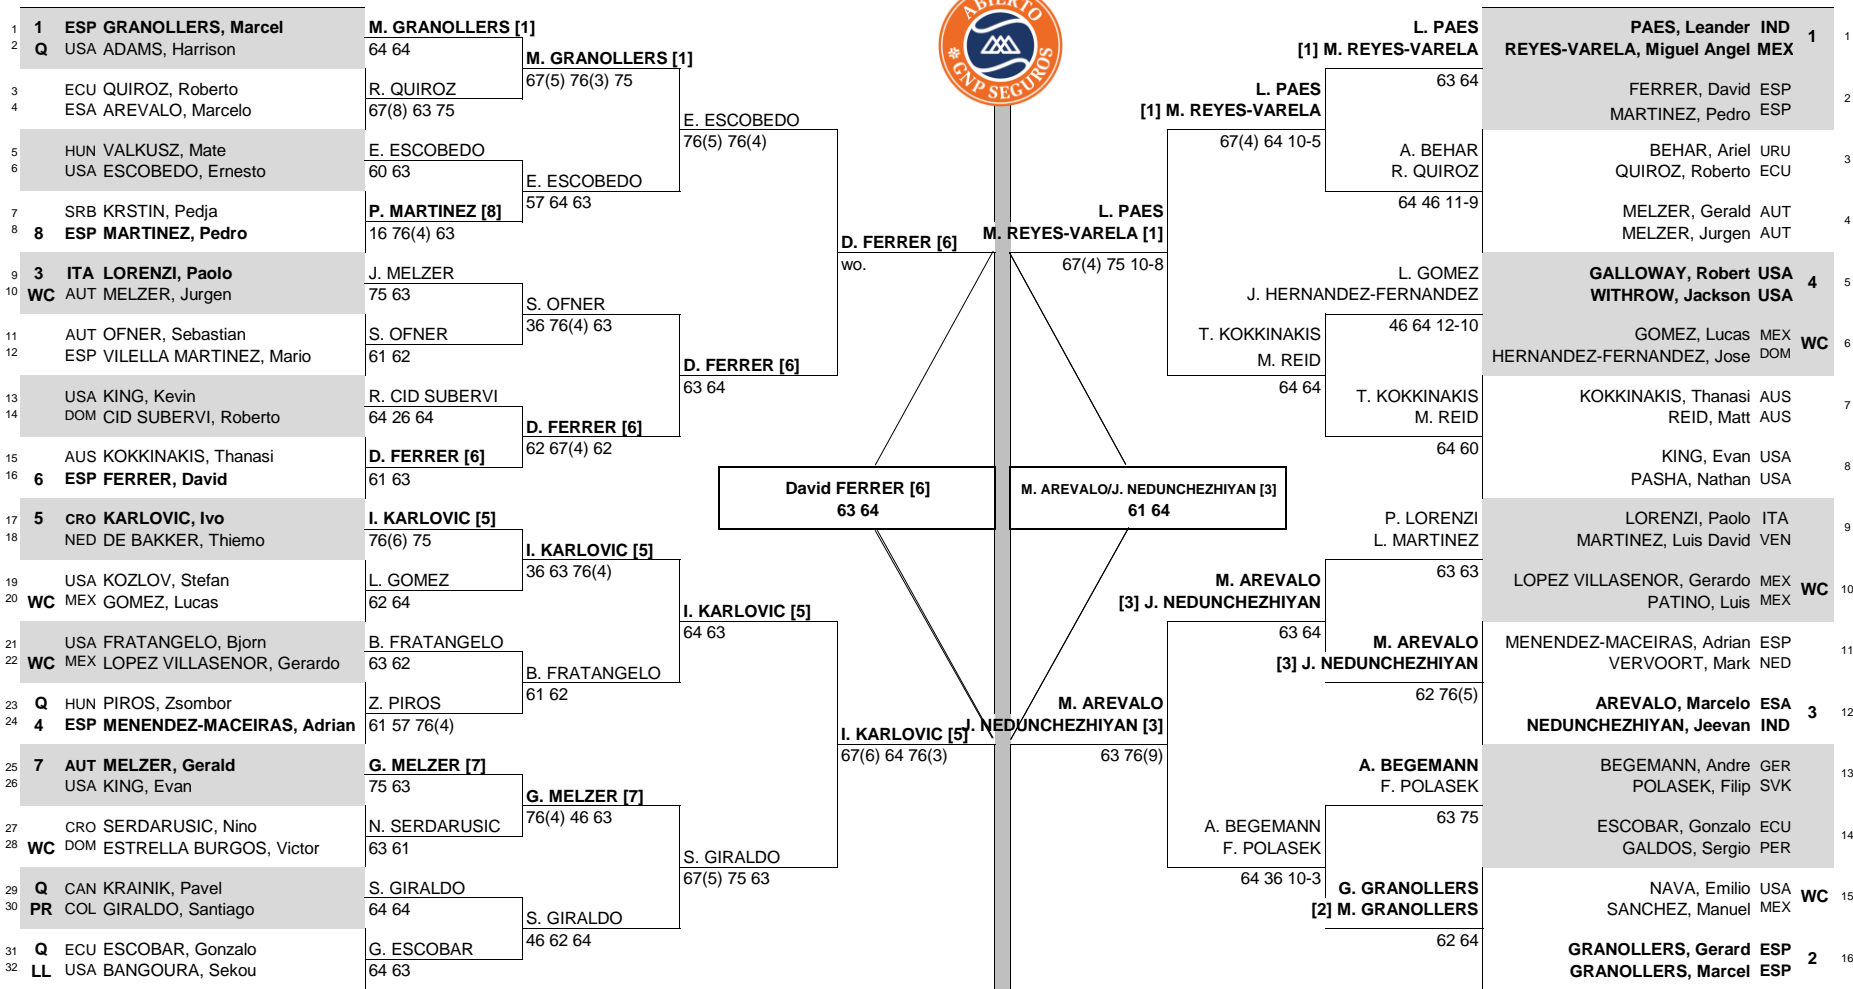 ABIERTO
GNP SEGUROS
1 1 ESP GRANOLLERS, Marcel
2 Q USA ADAMS, Harrison
3 ECU QUIROZ, Roberto
4 ESA AREVALO, Marcelo
5 HUN VALKUSZ, Mate
6 USA ESCOBEDO, Ernesto
7 SRB KRSTIN, Pedja
8 8 ESP MARTINEZ, Pedro
9 3 ITA LORENZI, Paolo
10 WC AUT MELZER, Jurgen
11 AUT OFNER, Sebastian
12 ESP VILELLA MARTINEZ, Mario
13 USA KING, Kevin
14 DOM CID SUBERVI, Roberto
15 AUS KOKKINAKIS, Thanasi
16 6 ESP FERRER, David
17 5 CRO KARLOVIC, Ivo
18 NED DE BAKKER, Thiemo
19 USA KOZLOV, Stefan
20 WC MEX GOMEZ, Lucas
21 USA FRATANGELO, Bjorn
22 WC MEX LOPEZ VILLASENOR, Gerardo
23 Q HUN PIROS, Zsombor
24 4 ESP MENENDEZ-MACEIRAS, Adrian
25 7 AUT MELZER, Gerald
26 USA KING, Evan
27 CRO SERDARUSIC, Nino
28 WC DOM ESTRELLA BURGOS, Victor
29 Q CAN KRAINIK, Pavel
30 PR COL GIRALDO, Santiago
31 Q ECU ESCOBAR, Gonzalo
32 LL USA BANGOURA, Sekou
M. GRANOLLERS [1]
64 64
R. QUIROZ
67(8) 63 75
E. ESCOBEDO
60 63
P. MARTINEZ [8]
16 76(4) 63
J. MELZER
75 63
S. OFNER
61 62
R. CID SUBERVI
64 26 64
D. FERRER [6]
61 63
I. KARLOVIC [5]
76(6) 75
L. GOMEZ
62 64
B. FRATANGELO
63 62
Z. PIROS
61 57 76(4)
G. MELZER [7]
75 63
N. SERDARUSIC
63 61
S. GIRALDO
64 64
G. ESCOBAR
64 63
M. GRANOLLERS [1]
67(5) 76(3) 75
E. ESCOBEDO
57 64 63
S. OFNER
36 76(4) 63
D. FERRER [6]
62 67(4) 62
I. KARLOVIC [5]
36 63 76(4)
B. FRATANGELO
61 62
G. MELZER [7]
76(4) 46 63
S. GIRALDO
46 62 64
E. ESCOBEDO
76(5) 76(4)
D. FERRER [6]
63 64
I. KARLOVIC [5]
64 63
S. GIRALDO
67(5) 75 63
D. FERRER [6]
wo.
I. KARLOVIC [5]
67(6) 64 76(3)
David FERRER [6]
63 64
M. AREVALO/J. NEDUNCHEZHIYAN [3]
61 64
L. PAES
M. REYES-VARELA [1]
67(4) 75 10-8
M. AREVALO
J. NEDUNCHEZHIYAN [3]
63 76(9)
L. PAES
[1] M. REYES-VARELA
67(4) 64 10-5
T. KOKKINAKIS
M. REID
64 64
M. AREVALO
[3] J. NEDUNCHEZHIYAN
63 64
A. BEGEMANN
F. POLASEK
64 36 10-3
L. PAES
[1] M. REYES-VARELA
63 64
A. BEHAR
R. QUIROZ
64 46 11-9
L. GOMEZ
J. HERNANDEZ-FERNANDEZ
46 64 12-10
T. KOKKINAKIS
M. REID
64 60
P. LORENZI
L. MARTINEZ
63 63
M. AREVALO
[3] J. NEDUNCHEZHIYAN
62 76(5)
A. BEGEMANN
F. POLASEK
63 75
G. GRANOLLERS
[2] M. GRANOLLERS
62 64
PAES, Leander IND
REYES-VARELA, Miguel Angel MEX 1 1
FERRER, David ESP
MARTINEZ, Pedro ESP 2
BEHAR, Ariel URU
QUIROZ, Roberto ECU 3
MELZER, Gerald AUT
MELZER, Jurgen AUT 4
GALLOWAY, Robert USA
WITHROW, Jackson USA 4 5
GOMEZ, Lucas MEX
HERNANDEZ-FERNANDEZ, Jose DOM WC 6
KOKKINAKIS, Thanasi AUS
REID, Matt AUS 7
KING, Evan USA
PASHA, Nathan USA 8
LORENZI, Paolo ITA
MARTINEZ, Luis David VEN 9
LOPEZ VILLASENOR, Gerardo MEX
PATINO, Luis MEX WC 10
MENENDEZ-MACEIRAS, Adrian ESP
VERVOORT, Mark NED 11
AREVALO, Marcelo ESA
NEDUNCHEZHIYAN, Jeevan IND 3 12
BEGEMANN, Andre GER
POLASEK, Filip SVK 13
ESCOBAR, Gonzalo ECU
GALDOS, Sergio PER 14
NAVA, Emilio USA
SANCHEZ, Manuel MEX WC 15
GRANOLLERS, Gerard ESP
GRANOLLERS, Marcel ESP 2 16